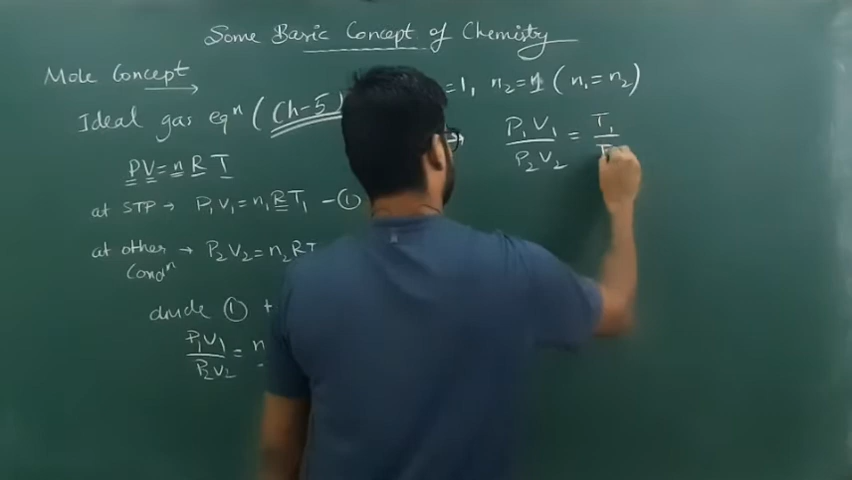 Some Basic Concept of Chemistry
Mole Concept →
Ideal gas eqⁿ (Ch-5)
PV = n R T
at STP → P₁V₁ = n₁RT₁ – ①
at other → P₂V₂ = n₂RT
Condⁿ
divide ①
P₁V₁/P₂V₂ = n
= 1, n₂ = 1 (n₁ = n₂)
P₁V₁/P₂V₂ = T₁/T